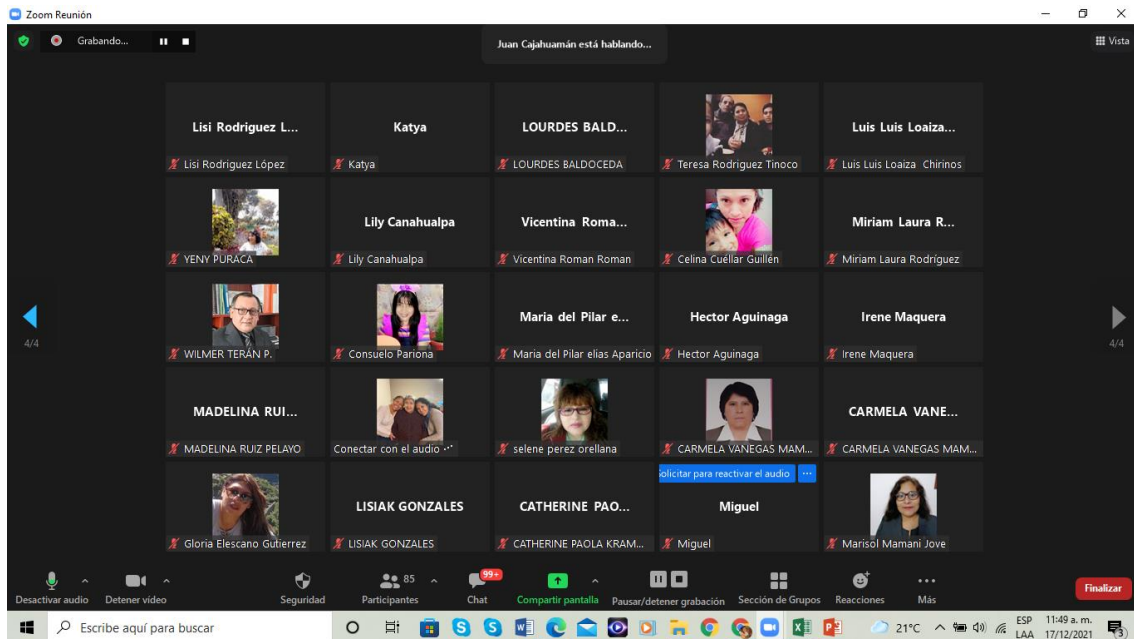 Zoom Reunión
Grabando...
Juan Cajahuamán está hablando...
Vista
Lisi Rodriguez L...
Katya
LOURDES BALD...
Luis Luis Loaiza...
Lisi Rodriguez López
Katya
LOURDES BALDOCEDA
Teresa Rodriguez Tinoco
Luis Luis Loaiza Chirinos
Lily Canahualpa
Vicentina Roma...
Miriam Laura R...
YENY PURACA
Lily Canahualpa
Vicentina Roman Roman
Celina Cuéllar Guillén
Miriam Laura Rodríguez
Maria del Pilar e...
Hector Aguinaga
Irene Maquera
4/4
4/4
WILMER TERÁN P.
Consuelo Pariona
Maria del Pilar elias Aparicio
Hector Aguinaga
Irene Maquera
MADELINA RUI...
CARMELA VANE...
MADELINA RUIZ PELAYO
Conectar con el audio
selene perez orellana
CARMELA VANEGAS MAM...
CARMELA VANEGAS MAM...
Solicitar para reactivar el audio ...
LISIAK GONZALES
CATHERINE PAO...
Miguel
Gloria Elescano Gutierrez
LISIAK GONZALES
CATHERINE PAOLA KRAM...
Miguel
Marisol Mamani Jove
85
99+
Desactivar audio
Detener video
Seguridad
Participantes
Chat
Compartir pantalla
Pausar/detener grabación
Sección de Grupos
Reacciones
Más
Finalizar
Escribe aquí para buscar
21°C
ESP
LAA
11:49 a. m.
17/12/2021
3